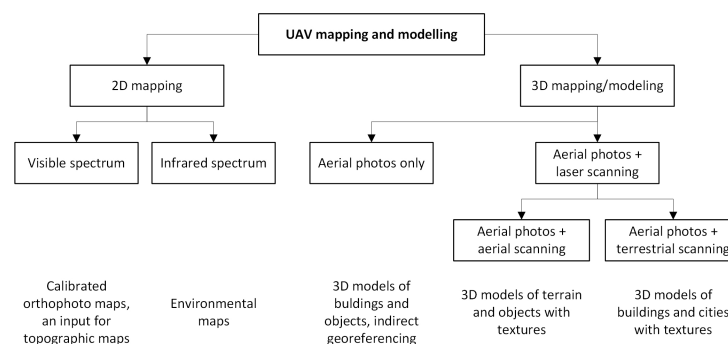 UAV mapping and modelling
2D mapping
3D mapping/modeling
Visible spectrum
Infrared spectrum
Aerial photos only
Aerial photos +
laser scanning
Aerial photos +
aerial scanning
Aerial photos +
terrestrial scanning
Calibrated
orthophoto maps,
an input for
topographic maps
Environmental
maps
3D models of
buldings and
objects, indirect
georeferencing
3D models of terrain
and objects with
textures
3D models of
buildings and cities
with textures